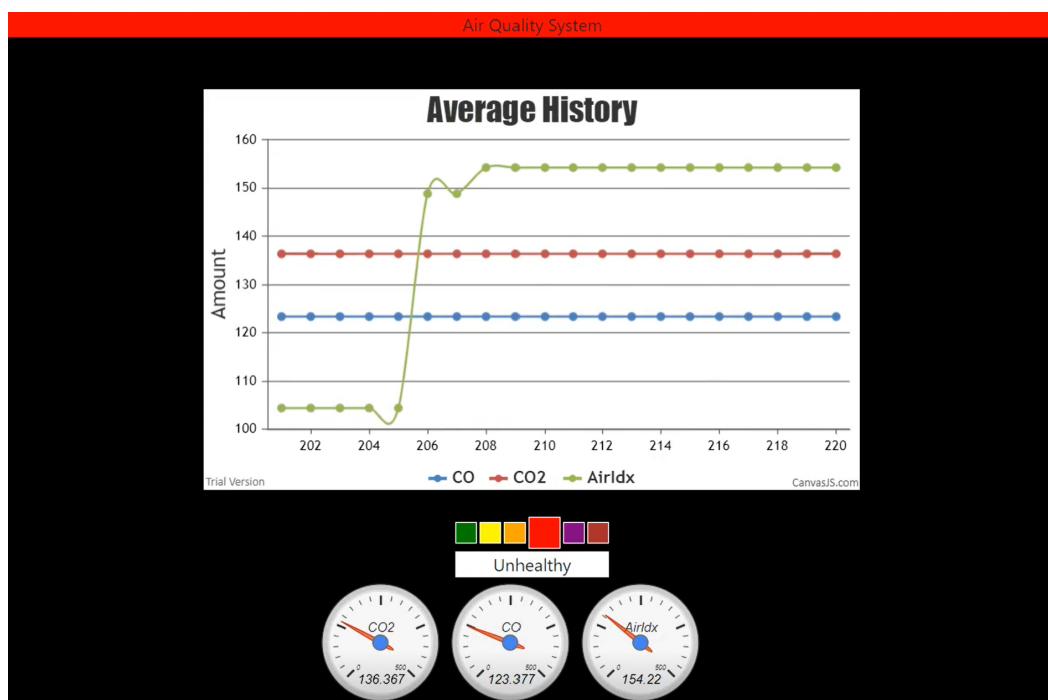 Air Quality System
Average History
Amount
160
150
140
130
120
110
100
202 204 206 208 210 212 214 216 218 220
CO CO2 AirIdx
Trial Version
CanvasJS.com
Unhealthy
CO2
0 500
136.367
CO
0 500
123.377
AirIdx
0 500
154.22